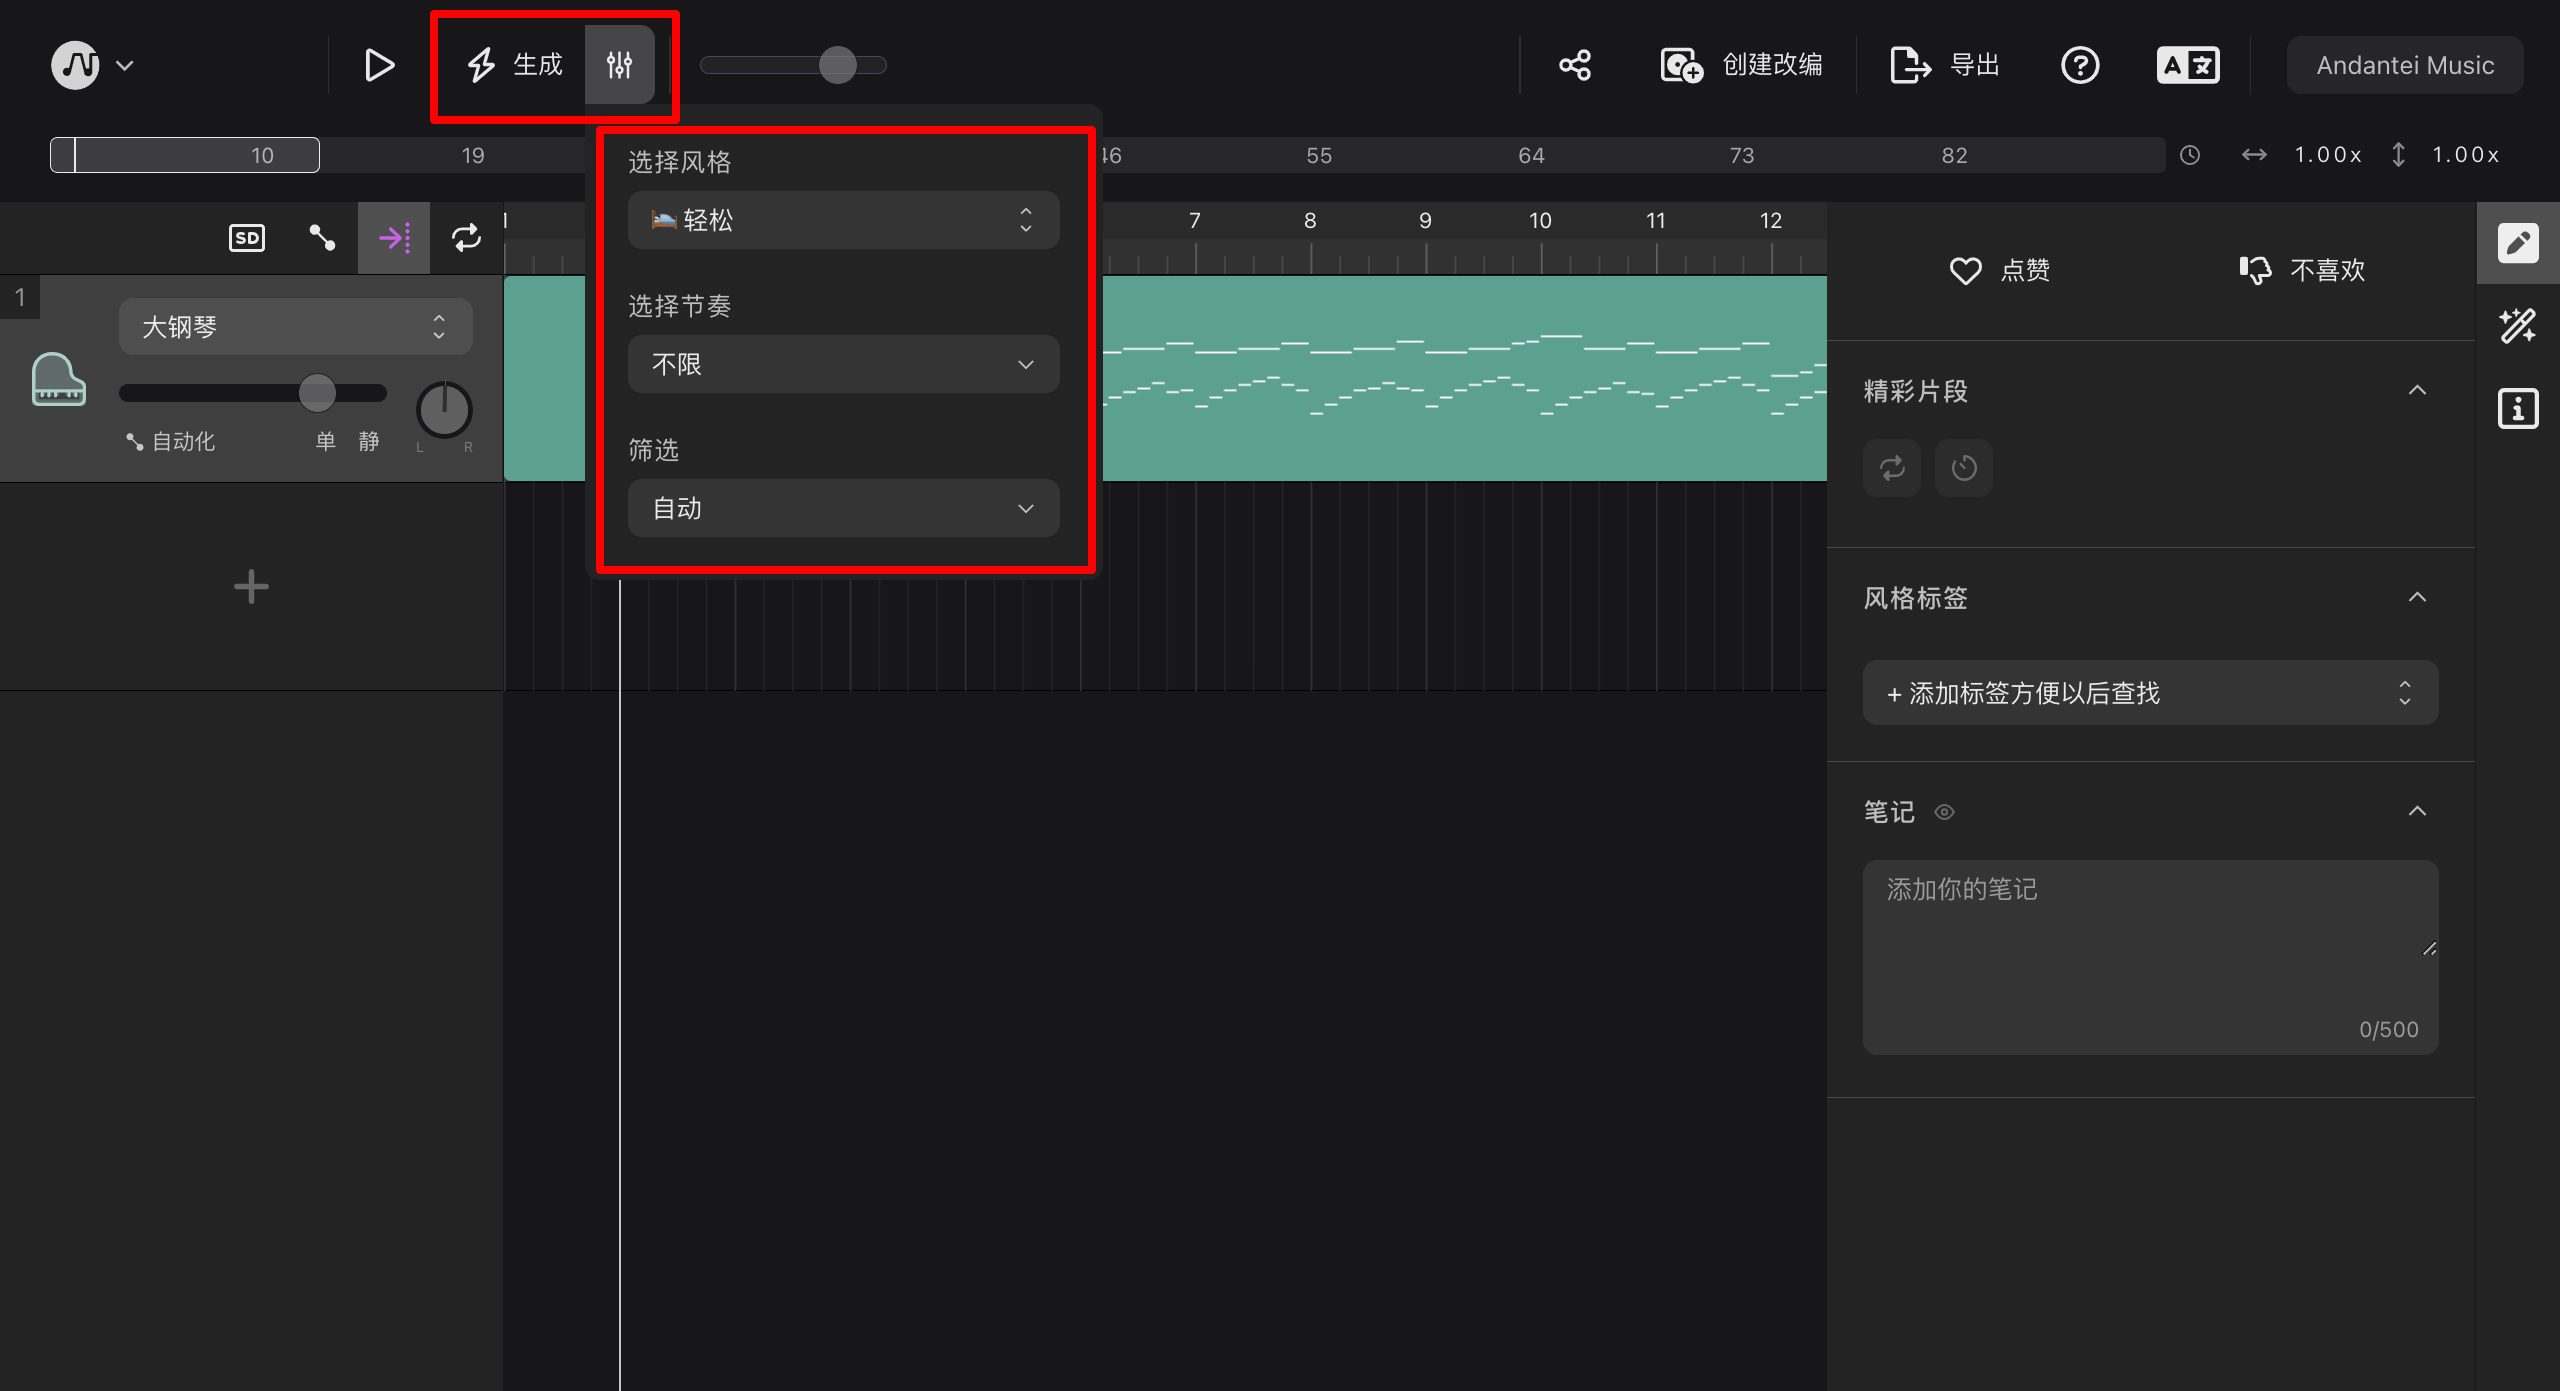 生成
创建改编
导出
A文
Andantei Music
10 19 46 55 64 73 82 1.00x 1.00x
选择风格
轻松
选择节奏
不限
筛选
自动
SD
1 7 8 9 10 11 12
1
大钢琴
自动化 单 静 L R
点赞 不喜欢
精彩片段
风格标签
+ 添加标签方便以后查找
笔记
添加你的笔记
0/500